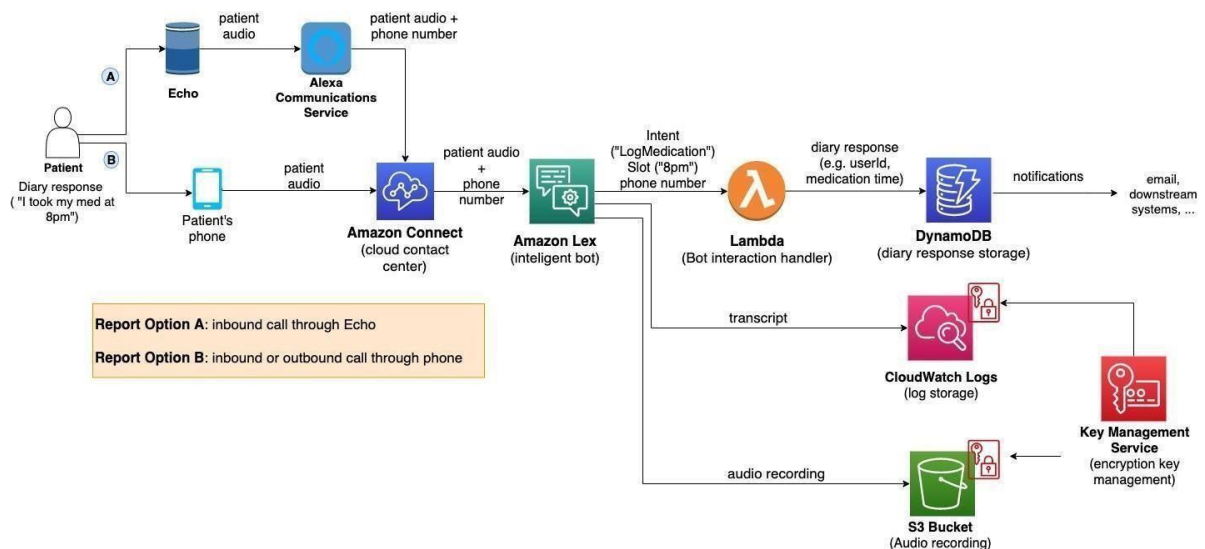 patient
audio
patient audio +
phone number
A
Echo
Alexa
Communications
Service
B
Patient
Diary response
( "I took my med at
8pm")
Patient's
phone
patient
audio
Amazon Connect
(cloud contact
center)
patient audio
+
phone
number
Amazon Lex
(inteligent bot)
Intent
("LogMedication")
Slot ("8pm")
phone number
Lambda
(Bot interaction handler)
diary response
(e.g. userId,
medication time)
DynamoDB
(diary response storage)
notifications
email,
downstream
systems, ...
Report Option A: inbound call through Echo
Report Option B: inbound or outbound call through phone
transcript
CloudWatch Logs
(log storage)
Key Management
Service
(encryption key
management)
audio recording
S3 Bucket
(Audio recording)